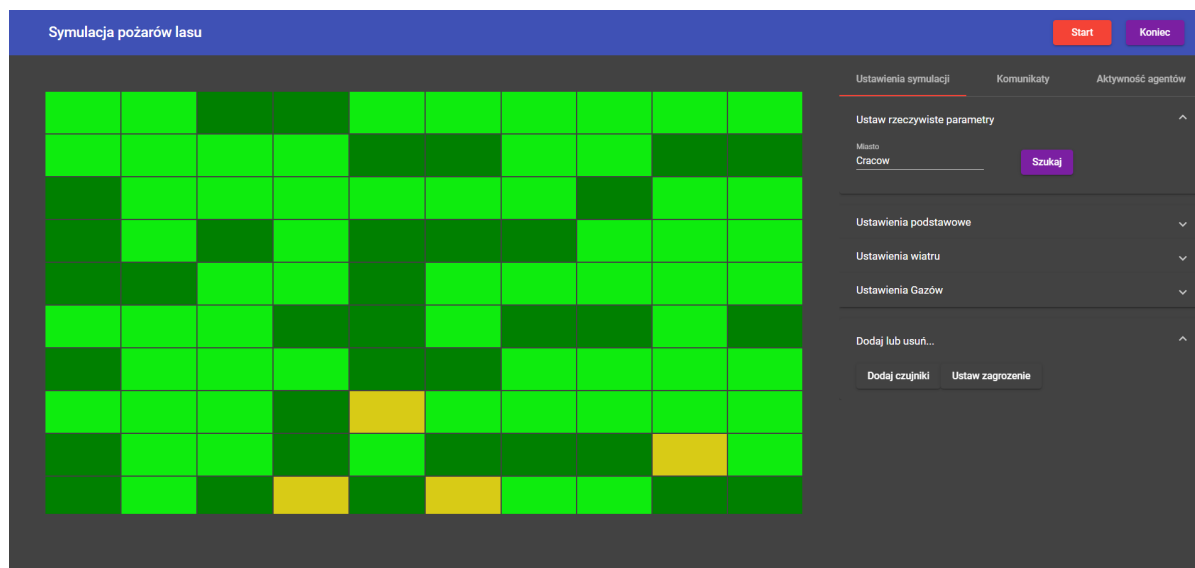 Symulacja pożarów lasu
Start
Koniec
Ustawienia symulacji
Komunikaty
Aktywność agentów
Ustaw rzeczywiste parametry
Miasto
Cracow
Szukaj
Ustawienia podstawowe
Ustawienia wiatru
Ustawienia Gazów
Dodaj lub usuń...
Dodaj czujniki
Ustaw zagrozenie